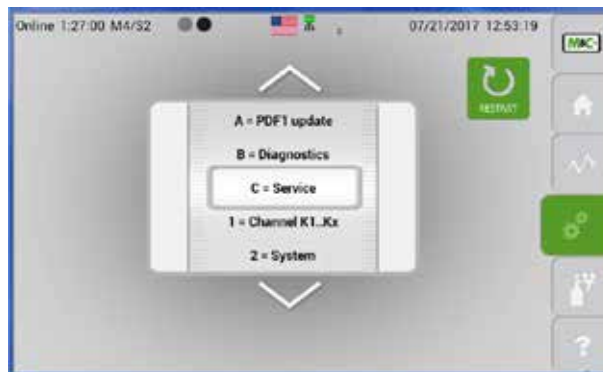 Online 1:27:00 M4/S2
07/21/2017 12:53:19
RESTART
A = PDF1 update
B = Diagnostics
C = Service
1 = Channel K1..Kx
2 = System
?